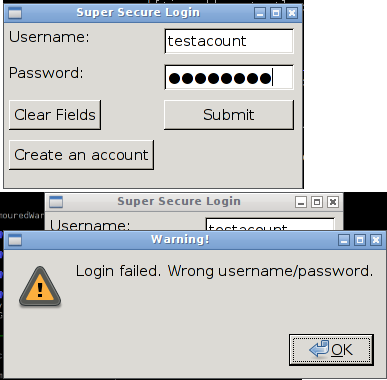 Super Secure Login
Username:
testacount
Password:
●●●●●●●●
Clear Fields
Submit
Create an account
Super Secure Login
mouredWar
Username:
testacount
Warning!
Login failed. Wrong username/password.
OK